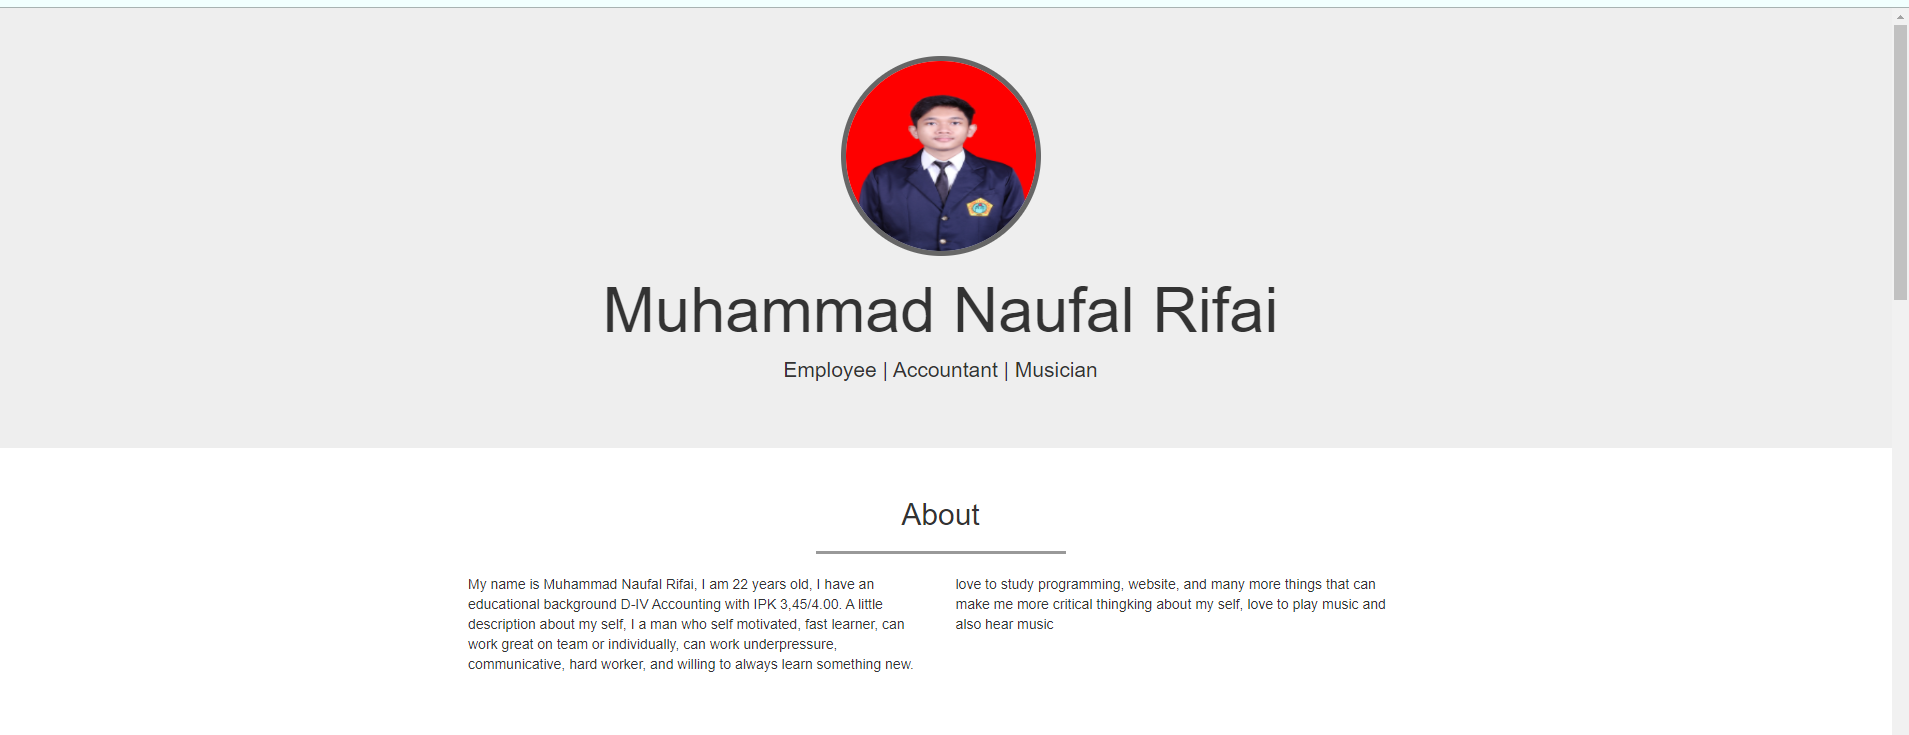 Muhammad Naufal Rifai
Employee | Accountant | Musician
About
My name is Muhammad Naufal Rifai, I am 22 years old, I have an
educational background D-IV Accounting with IPK 3,45/4.00. A little
description about my self, I a man who self motivated, fast learner, can
work great on team or individually, can work underpressure,
communicative, hard worker, and willing to always learn something new.
love to study programming, website, and many more things that can
make me more critical thingking about my self, love to play music and
also hear music